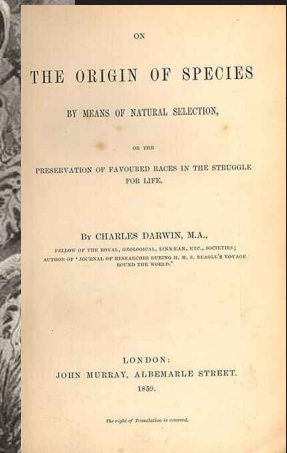 ON
THE ORIGIN OF SPECIES
BY MEANS OF NATURAL SELECTION,
OR THE
PRESERVATION OF FAVOURED RACES IN THE STRUGGLE
FOR LIFE.
BY CHARLES DARWIN, M.A.,
FELLOW OF THE ROYAL, GEOLOGICAL, LINNÆAN, ETC., SOCIETIES;
AUTHOR OF 'JOURNAL OF RESEARCHES DURING H. M. S. BEAGLE'S VOYAGE
ROUND THE WORLD.'
LONDON:
JOHN MURRAY, ALBEMARLE STREET.
1859.
The right of Translation is reserved.